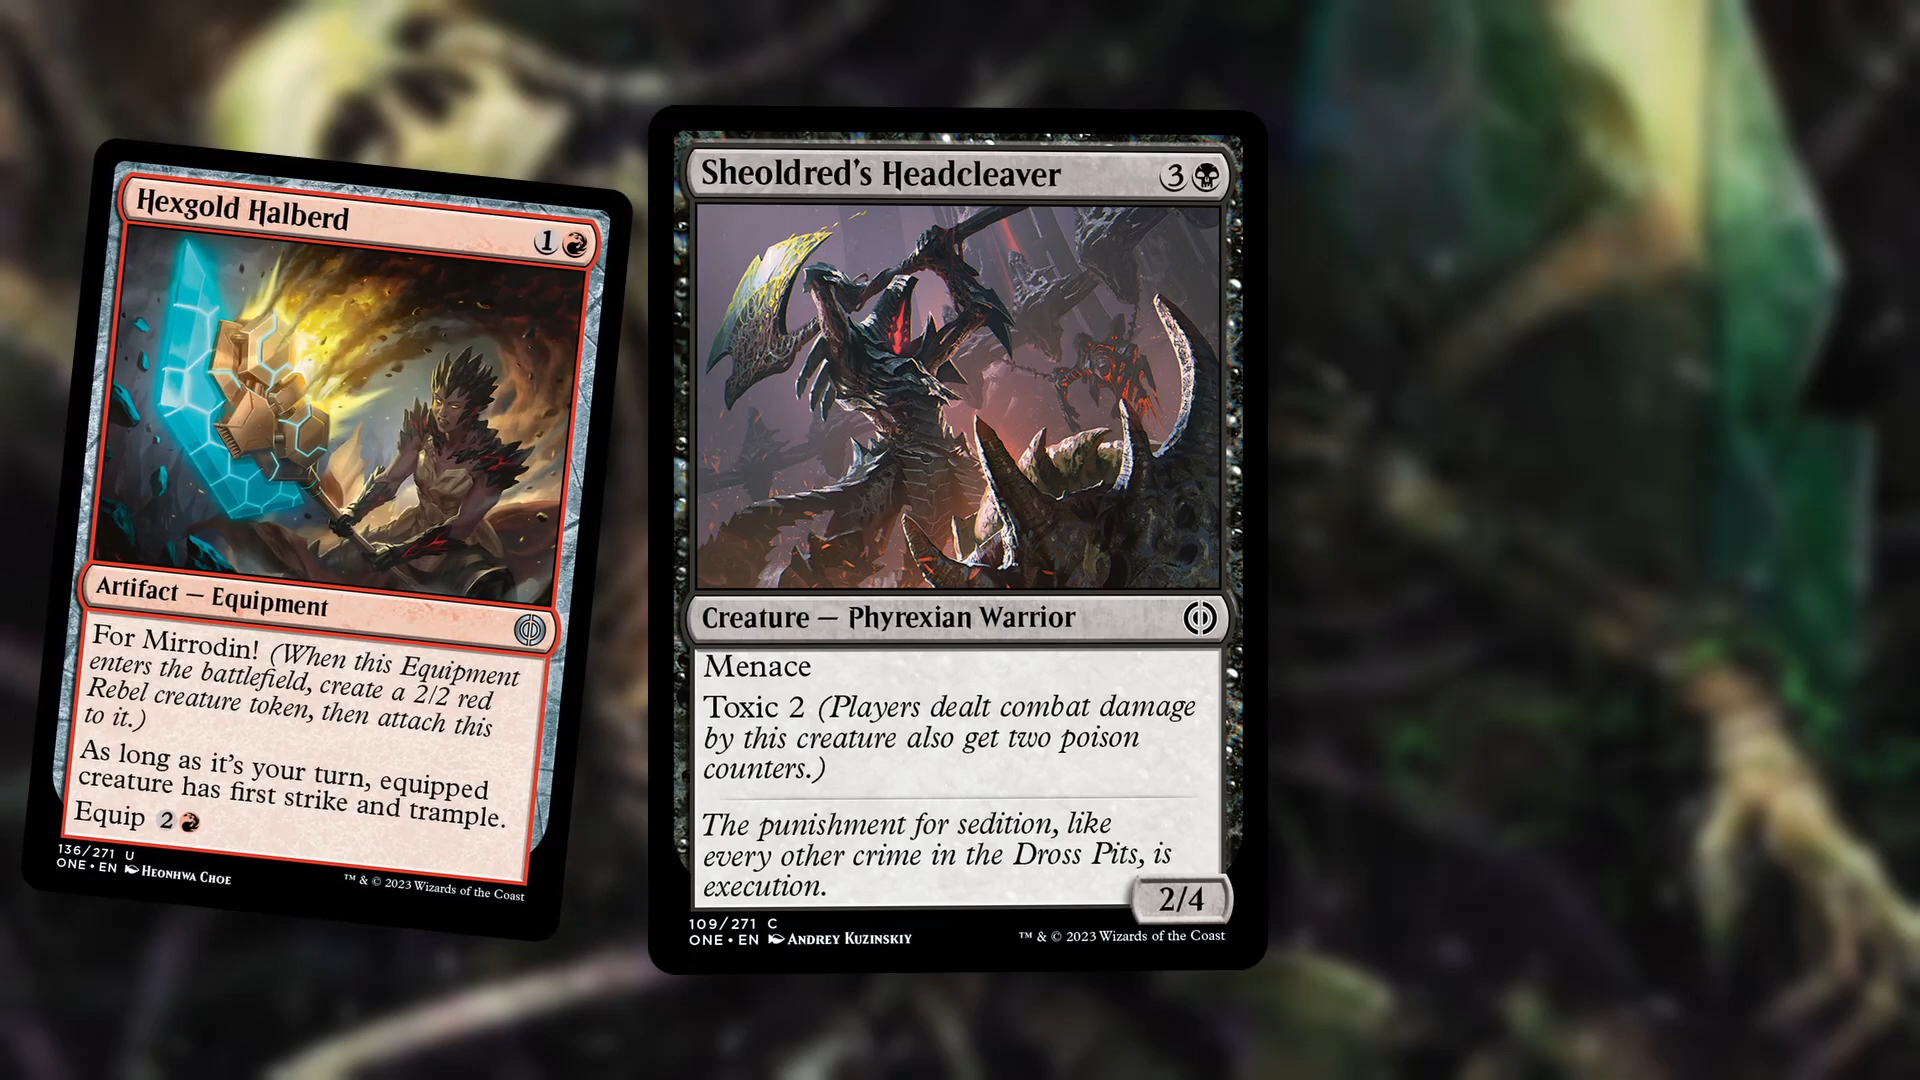 Hexgold Halberd
1
Artifact — Equipment
For Mirrodin! (When this Equipment
enters the battlefield, create a 2/2 red
Rebel creature token, then attach this
to it.)
As long as it's your turn, equipped
creature has first strike and trample.
Equip 2
136/271 U
ONE • EN Heonhwa Choe
™ & © 2023 Wizards of the Coast
Sheoldred's Headcleaver
3
Creature — Phyrexian Warrior
Menace
Toxic 2 (Players dealt combat damage
by this creature also get two poison
counters.)
The punishment for sedition, like
every other crime in the Dross Pits, is
execution.
2/4
109/271 C
ONE • EN Andrey Kuzinskiy
™ & © 2023 Wizards of the Coast